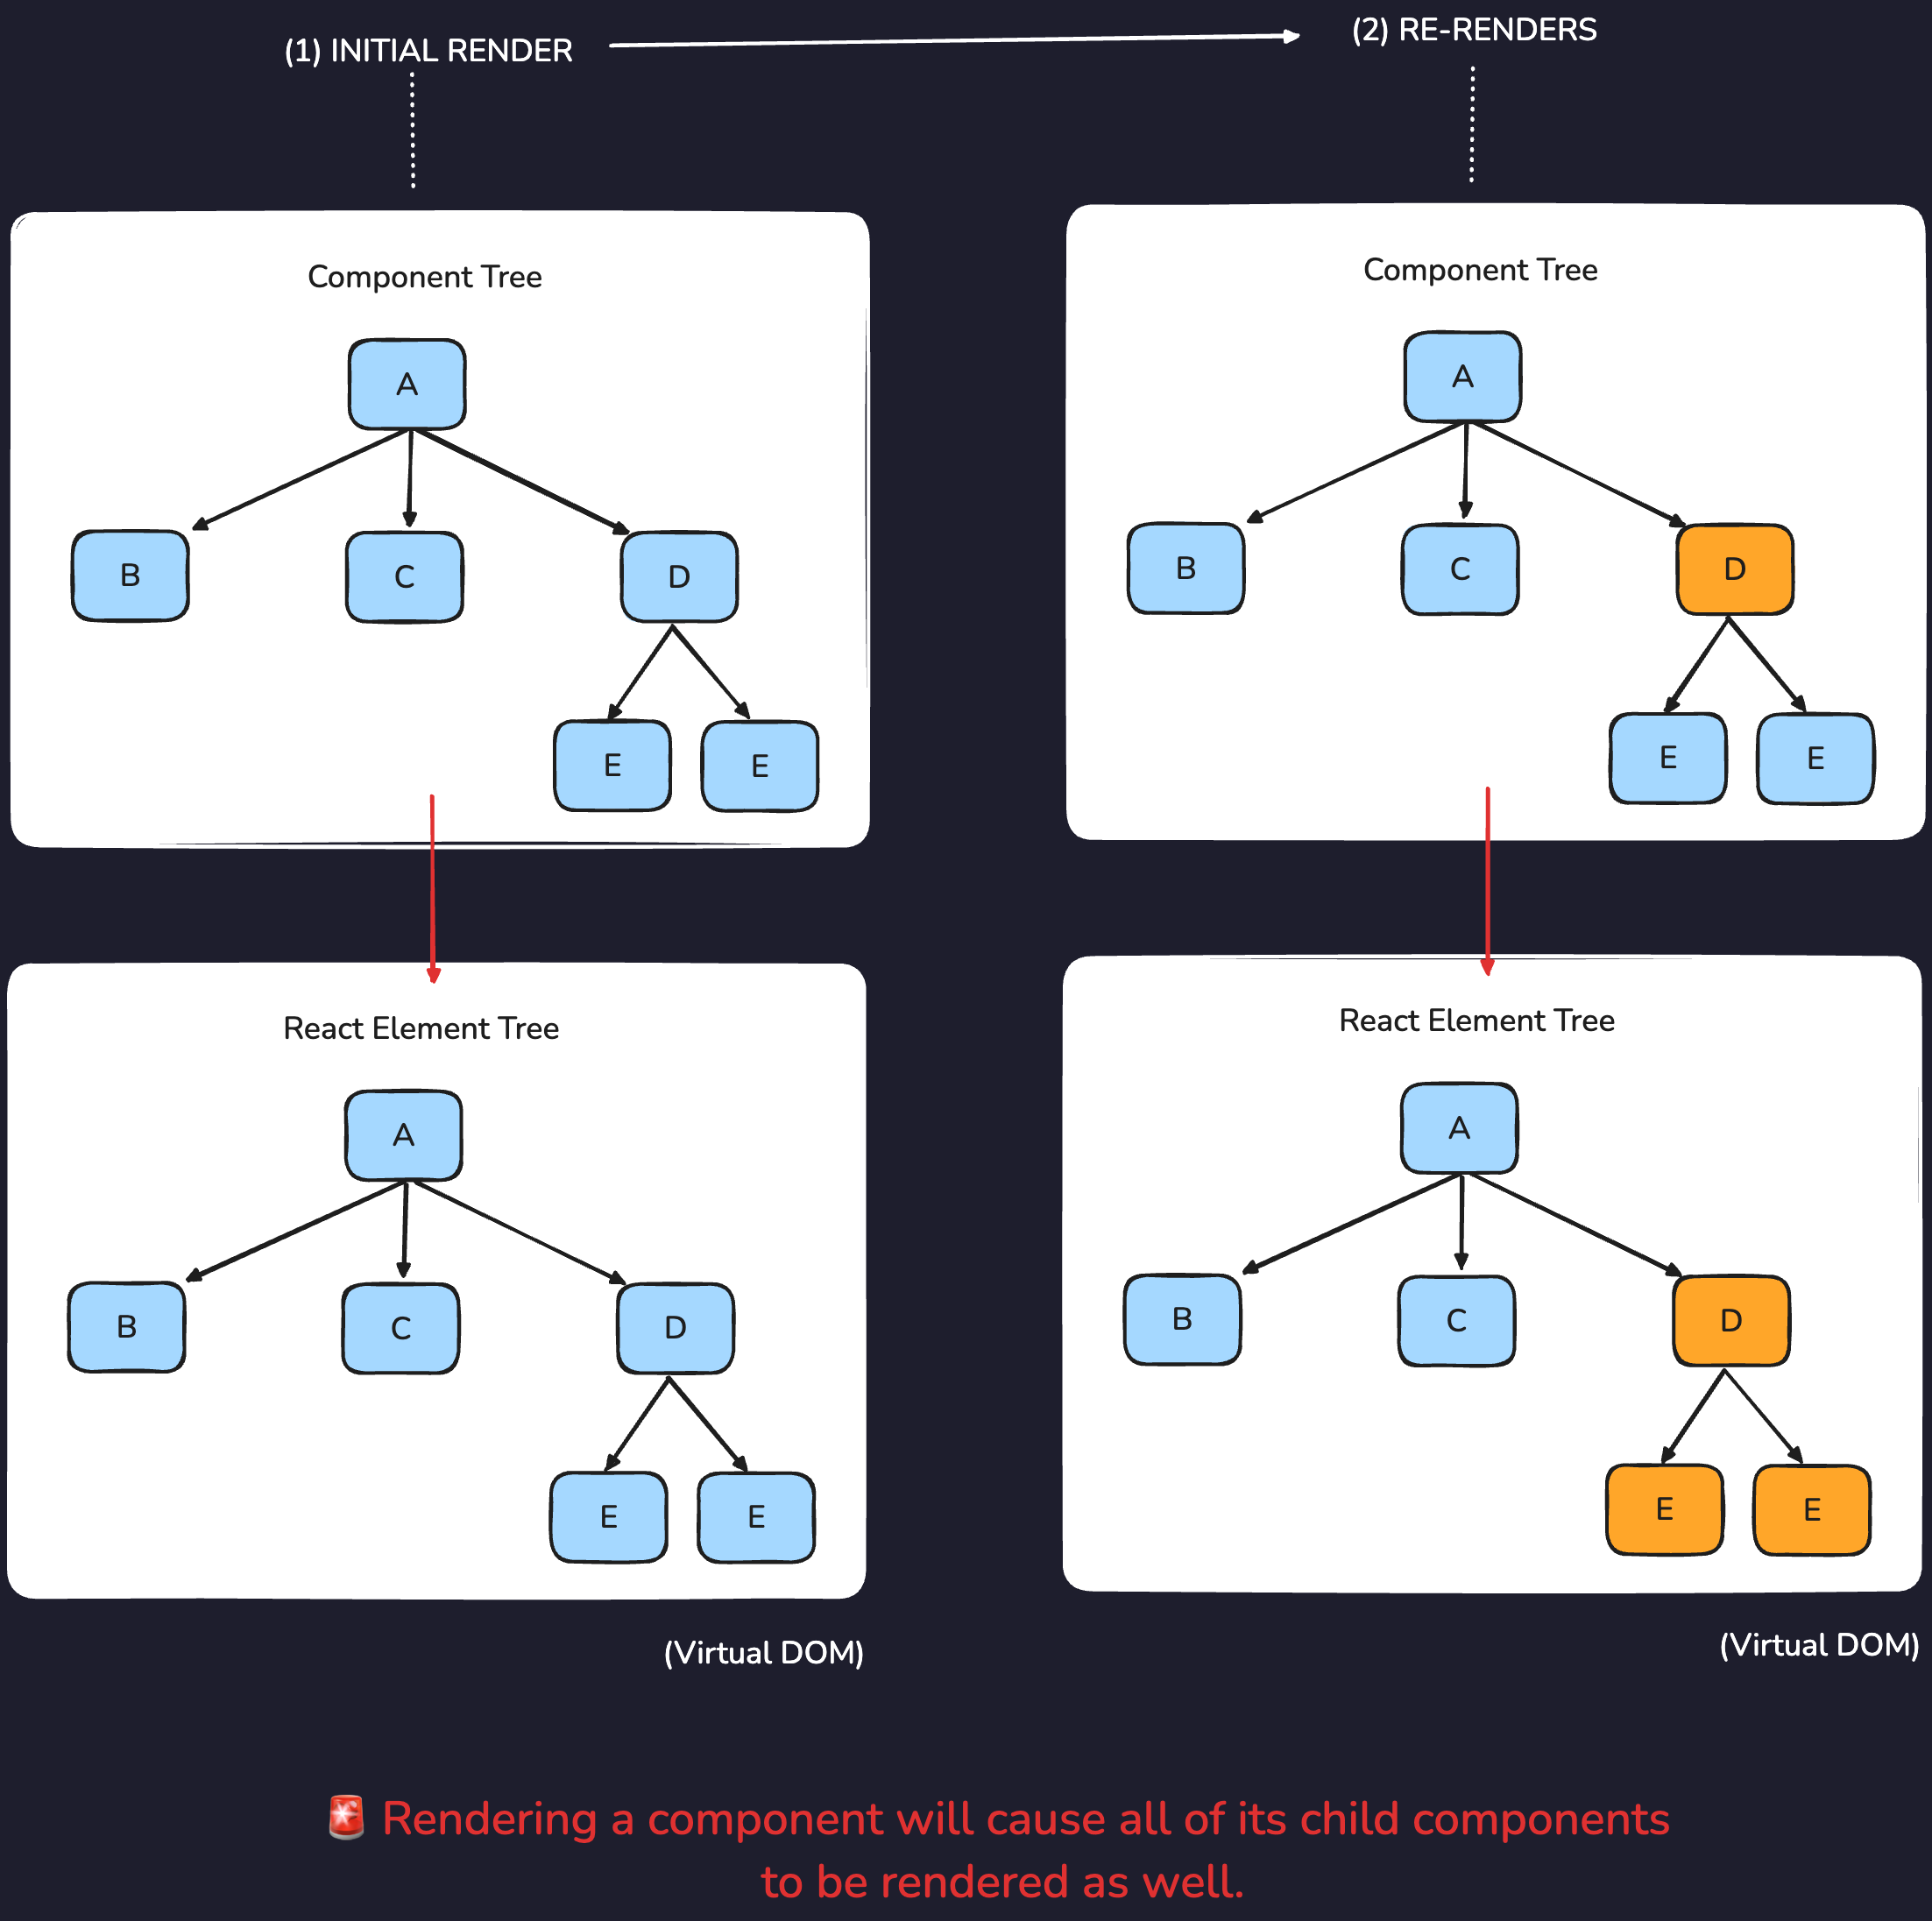 (1) INITIAL RENDER
(2) RE-RENDERS
Component Tree
A
B
C
D
E
E
Component Tree
A
B
C
D
E
E
React Element Tree
A
B
C
D
E
E
(Virtual DOM)
React Element Tree
A
B
C
D
E
E
(Virtual DOM)
🚨 Rendering a component will cause all of its child components
to be rendered as well.